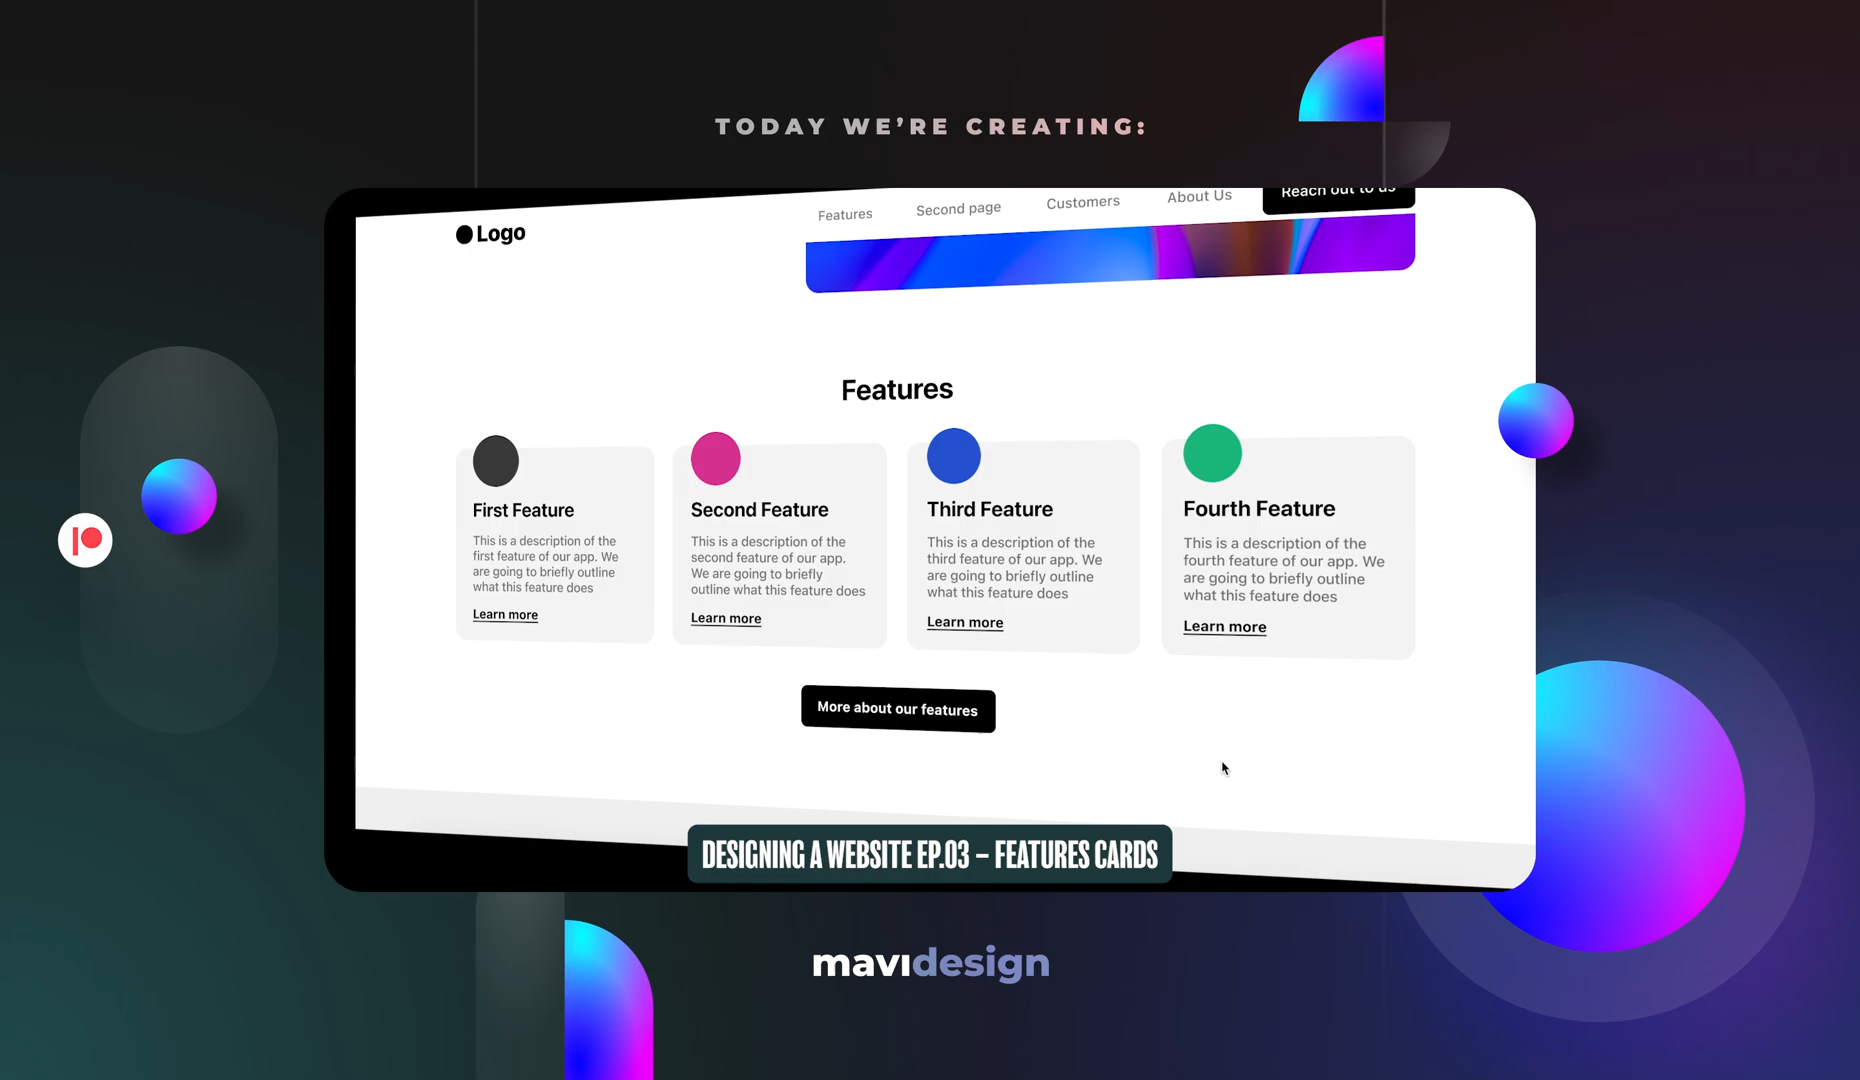 TODAY WE’RE CREATING:
Logo
Features
Second page
Customers
About Us
Reach out to us
Features
First Feature
This is a description of the
first feature of our app. We
are going to briefly outline
what this feature does
Learn more
Second Feature
This is a description of the
second feature of our app.
We are going to briefly
outline what this feature does
Learn more
Third Feature
This is a description of the
third feature of our app. We
are going to briefly outline
what this feature does
Learn more
Fourth Feature
This is a description of the
fourth feature of our app. We
are going to briefly outline
what this feature does
Learn more
More about our features
DESIGNING A WEBSITE EP.03 – FEATURES CARDS
mavıdesign